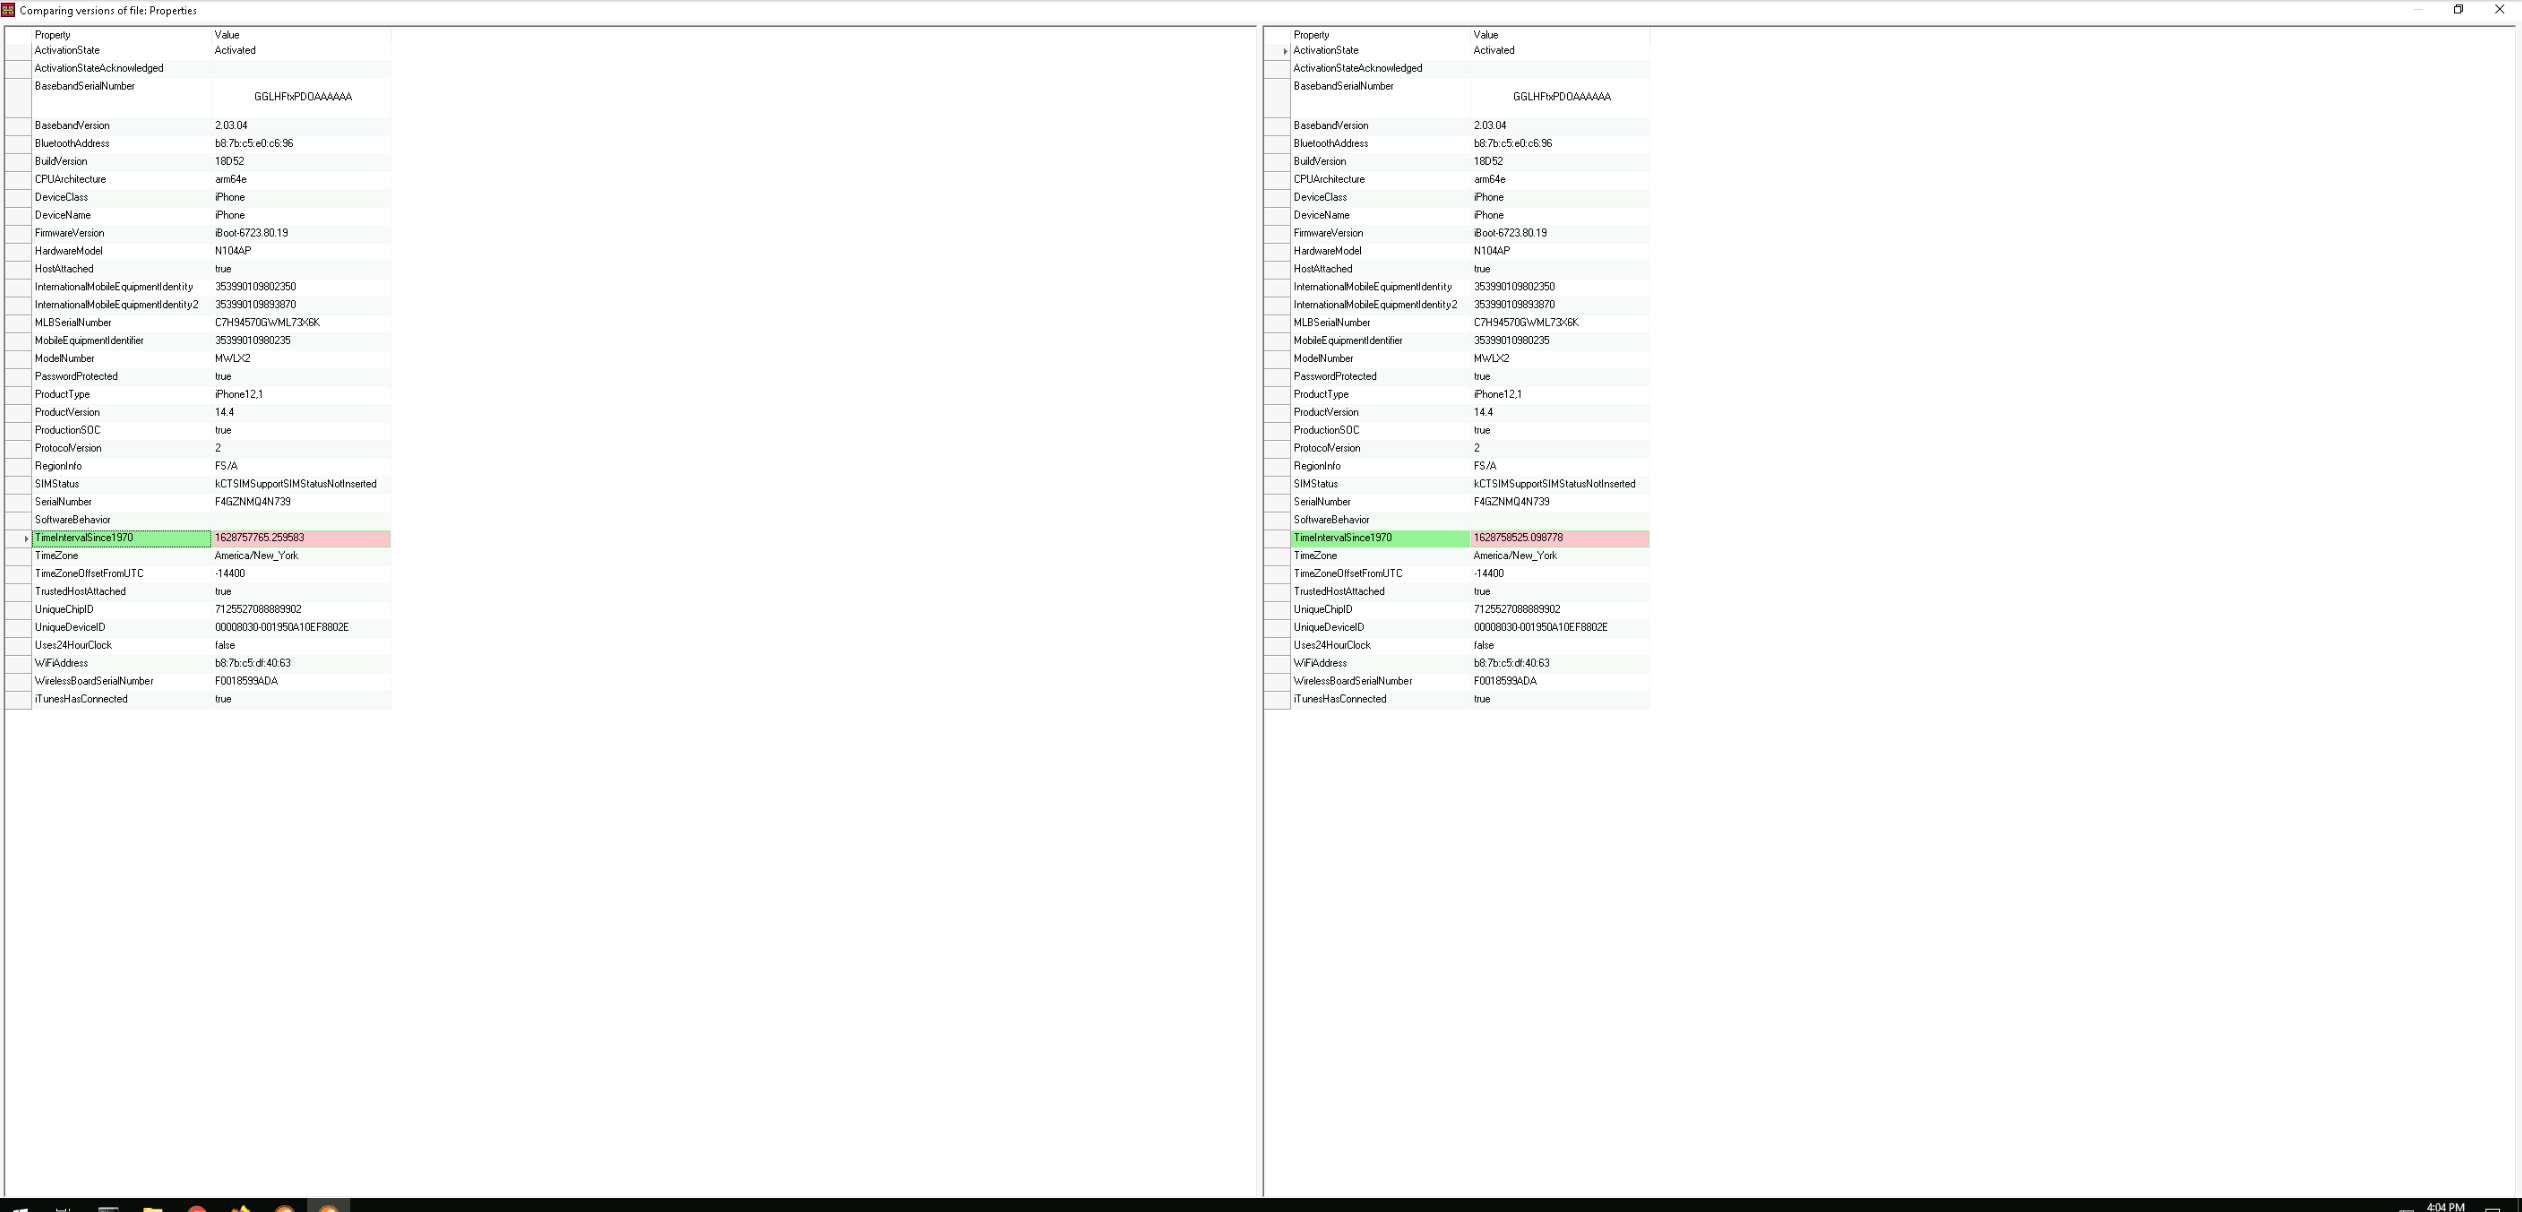 Comparing versions of file: Properties
Property Value
ActivationState Activated
ActivationStateAcknowledged
BasebandSerialNumber GGLHFtxPDOAAAAAA
BasebandVersion 2.03.04
BluetoothAddress b8:7b:c5:e0:c6:96
BuildVersion 18D52
CPUArchitecture arm64e
DeviceClass iPhone
DeviceName iPhone
FirmwareVersion iBoot-6723.80.19
HardwareModel N104AP
HostAttached true
InternationalMobileEquipmentIdentity 353990109802350
InternationalMobileEquipmentIdentity2 353990109893870
MLBSerialNumber C7H94570GWML73X6K
MobileEquipmentIdentifier 35399010980235
ModelNumber MWLX2
PasswordProtected true
ProductType iPhone12,1
ProductVersion 14.4
ProductionSOC true
ProtocolVersion 2
RegionInfo FS/A
SIMStatus kCTSIMSupportSIMStatusNotInserted
SerialNumber F4GZNMQ4N739
SoftwareBehavior
TimeIntervalSince1970 1628757765.259583
TimeZone America/New_York
TimeZoneOffsetFromUTC -14400
TrustedHostAttached true
UniqueChipID 7125527088889902
UniqueDeviceID 00008030-001950A10EF8802E
Uses24HourClock false
WiFiAddress b8:7b:c5:df:40:63
WirelessBoardSerialNumber F0018599ADA
iTunesHasConnected true
Property Value
ActivationState Activated
ActivationStateAcknowledged
BasebandSerialNumber GGLHFtxPDOAAAAAA
BasebandVersion 2.03.04
BluetoothAddress b8:7b:c5:e0:c6:96
BuildVersion 18D52
CPUArchitecture arm64e
DeviceClass iPhone
DeviceName iPhone
FirmwareVersion iBoot-6723.80.19
HardwareModel N104AP
HostAttached true
InternationalMobileEquipmentIdentity 353990109802350
InternationalMobileEquipmentIdentity2 353990109893870
MLBSerialNumber C7H94570GWML73X6K
MobileEquipmentIdentifier 35399010980235
ModelNumber MWLX2
PasswordProtected true
ProductType iPhone12,1
ProductVersion 14.4
ProductionSOC true
ProtocolVersion 2
RegionInfo FS/A
SIMStatus kCTSIMSupportSIMStatusNotInserted
SerialNumber F4GZNMQ4N739
SoftwareBehavior
TimeIntervalSince1970 1628758525.098778
TimeZone America/New_York
TimeZoneOffsetFromUTC -14400
TrustedHostAttached true
UniqueChipID 7125527088889902
UniqueDeviceID 00008030-001950A10EF8802E
Uses24HourClock false
WiFiAddress b8:7b:c5:df:40:63
WirelessBoardSerialNumber F0018599ADA
iTunesHasConnected true
4:04 PM